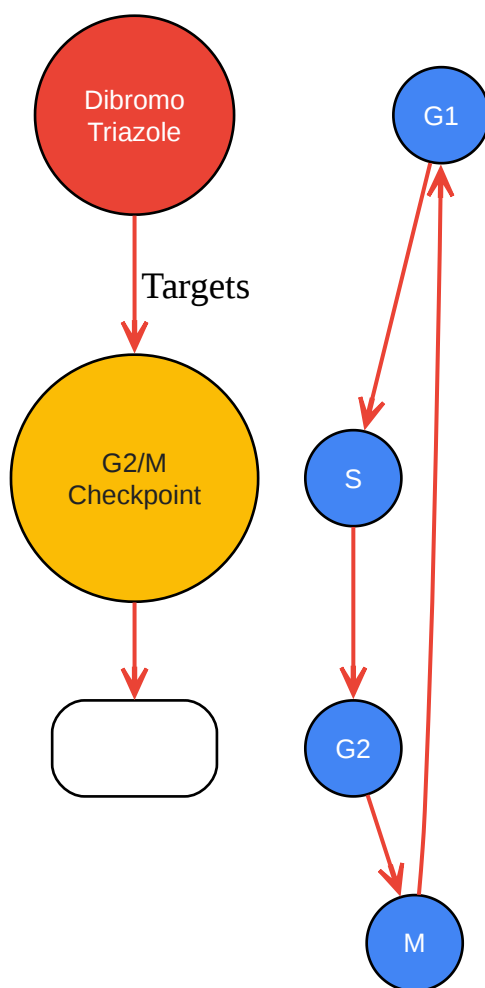 Dibromo
Triazole
G1
Targets
G2/M
Checkpoint
S
G2
M